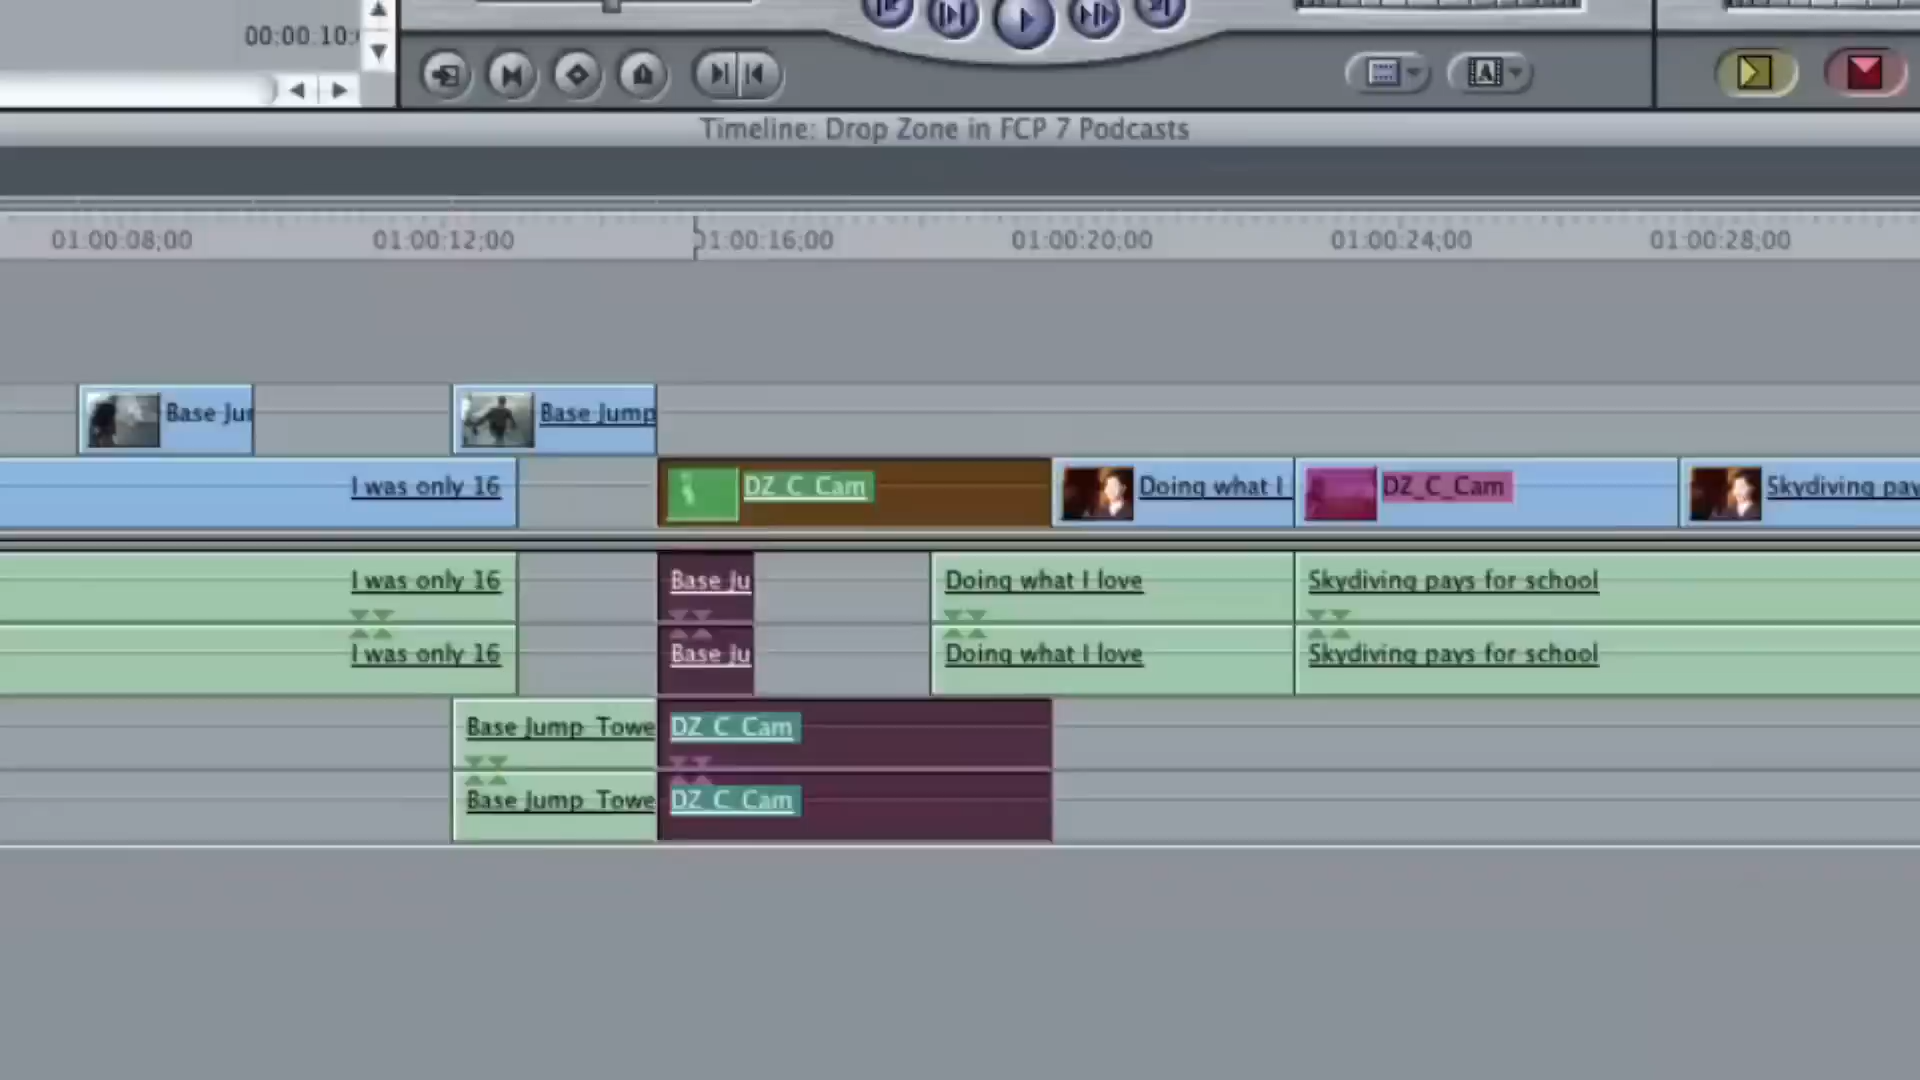 00:00:10:
A
Timeline: Drop Zone in FCP 7 Podcasts
01:00:08;00 01:00:12;00 01:00:16;00 01:00:20;00 01:00:24;00 01:00:28;00
Base Jur Base Jump
I was only 16 DZ_C_Cam Doing what I DZ_C_Cam Skydiving pay
I was only 16 Base Ju Doing what I love Skydiving pays for school
I was only 16 Base Ju Doing what I love Skydiving pays for school
Base Jump_Towe DZ_C_Cam
Base Jump_Towe DZ_C_Cam